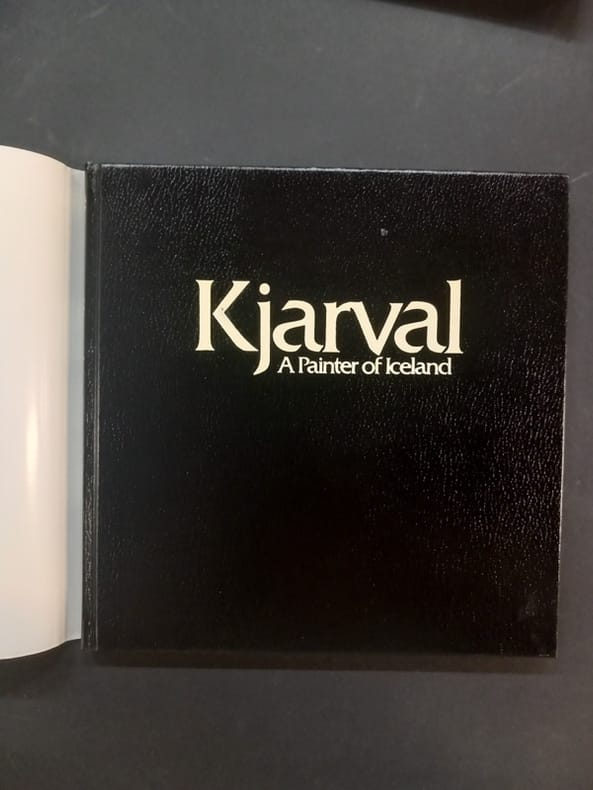 Kjarval
A Painter of Iceland